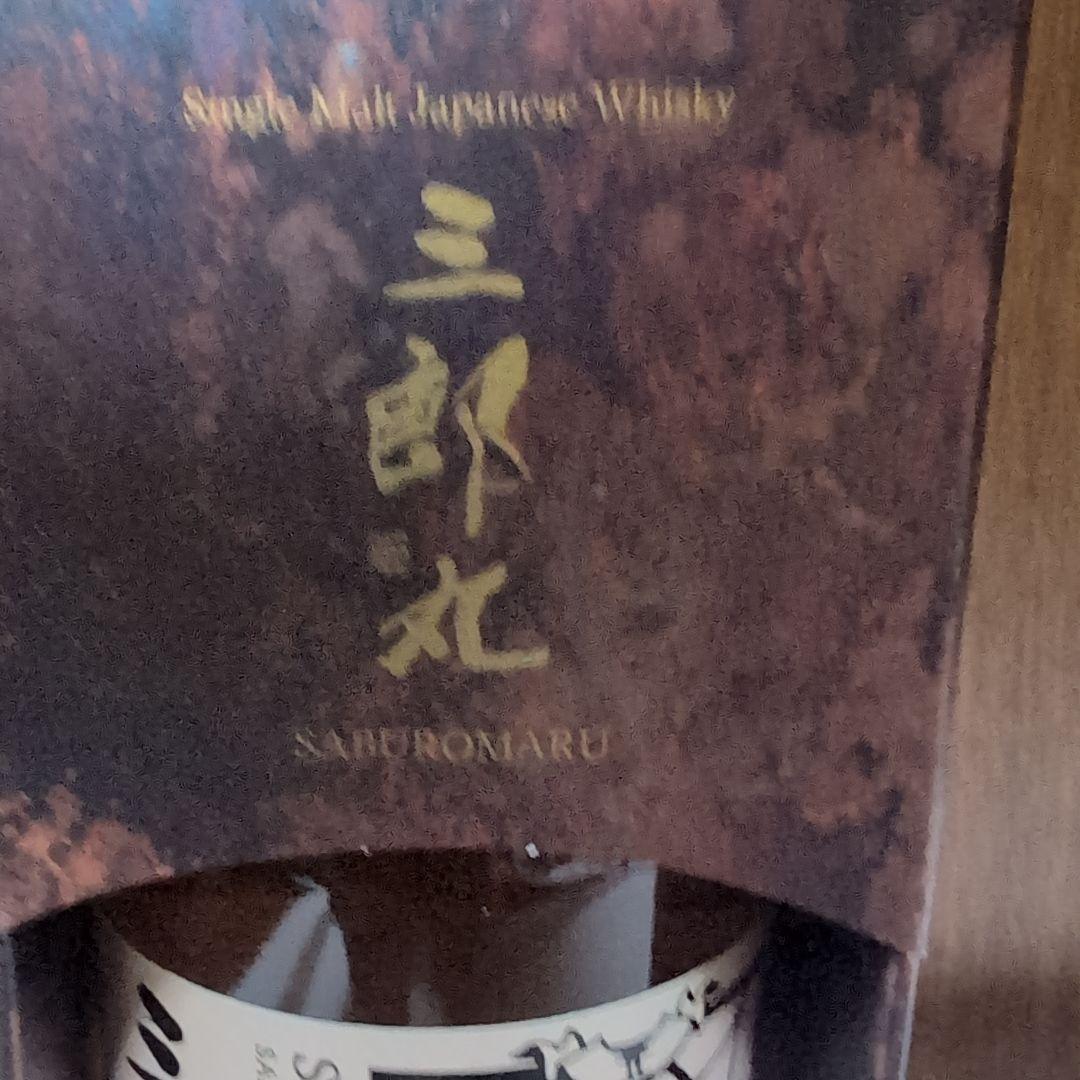 Single Malt Japanese Whisky
三郎丸
SABUROMARU